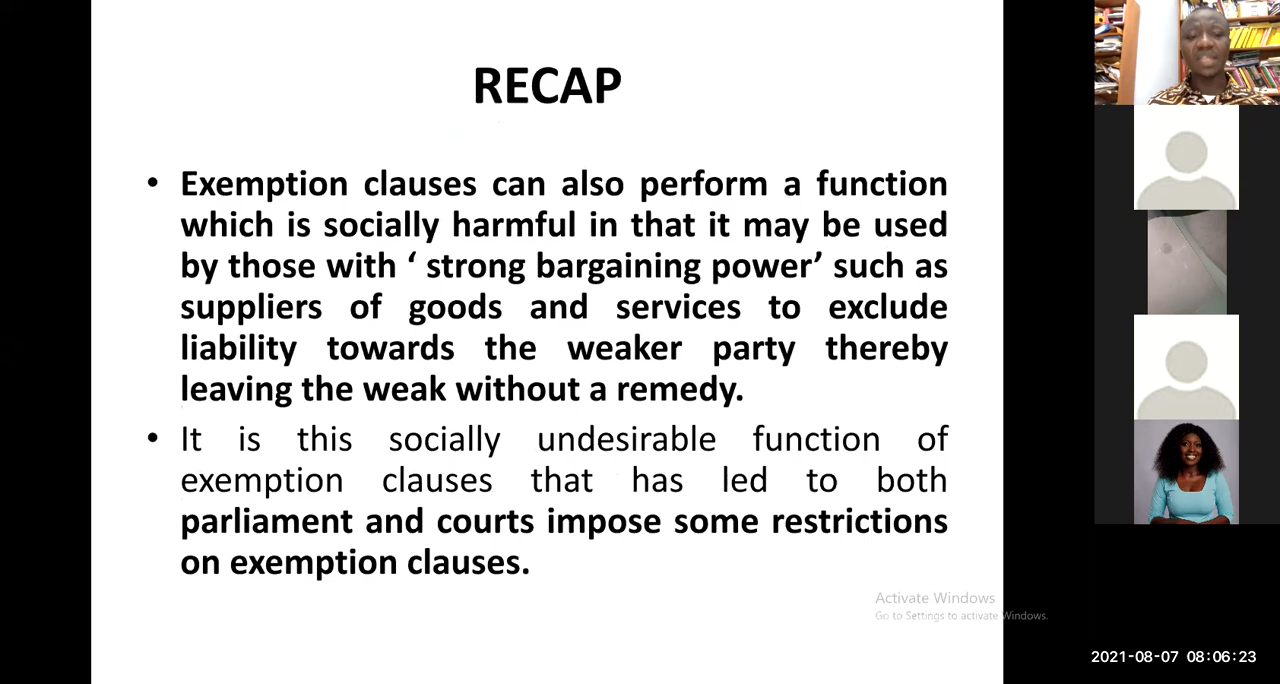 RECAP
• Exemption clauses can also perform a function
which is socially harmful in that it may be used
by those with ‘ strong bargaining power’ such as
suppliers of goods and services to exclude
liability towards the weaker party thereby
leaving the weak without a remedy.
• It is this socially undesirable function of
exemption clauses that has led to both
parliament and courts impose some restrictions
on exemption clauses.
Activate Windows
Go to Settings to activate Windows.
2021-08-07 08:06:23